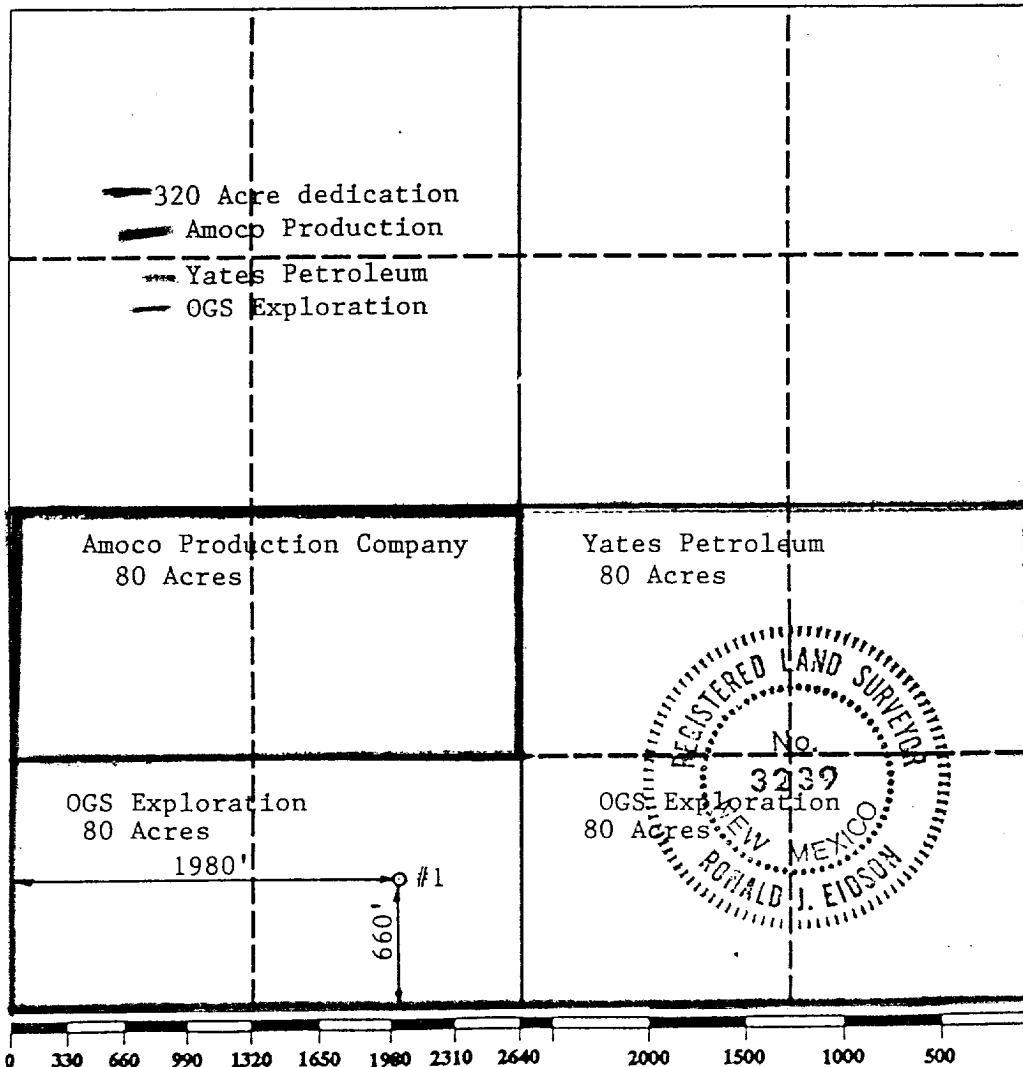 320 Acre dedication
Amoco Production
Yates Petroleum
OGS Exploration
Amoco Production Company
80 Acres
Yates Petroleum
80 Acres
REGISTERED LAND SURVEYOR
No.
3239
NEW MEXICO
RONALD J. EIDSON
OGS Exploration
80 Acres
OGS Exploration
80 Acres
1980'
#1
660'
0 330 660 990 1320 1650 1980 2310 2640 2000 1500 1000 500